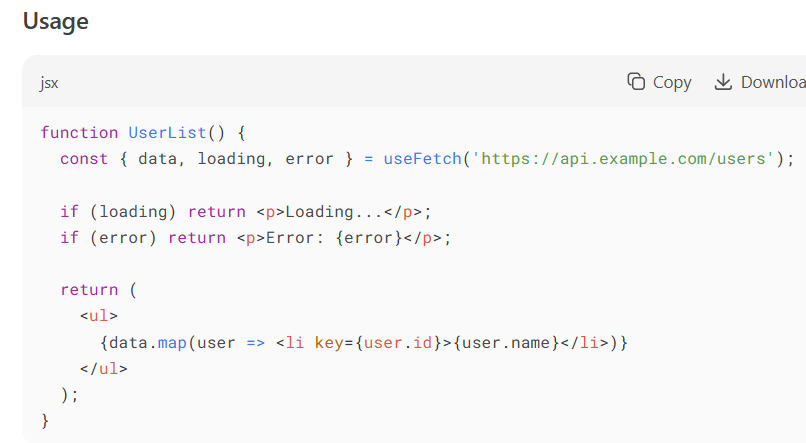 Usage
jsx Copy
function UserList() {
  const { data, loading, error } = useFetch('https://api.example.com/users');
  if (loading) return <p>Loading...</p>;
  if (error) return <p>Error: {error}</p>;
  return (
    <ul>
      {data.map(user => <li key={user.id}>{user.name}</li>)}
    </ul>
  );
}